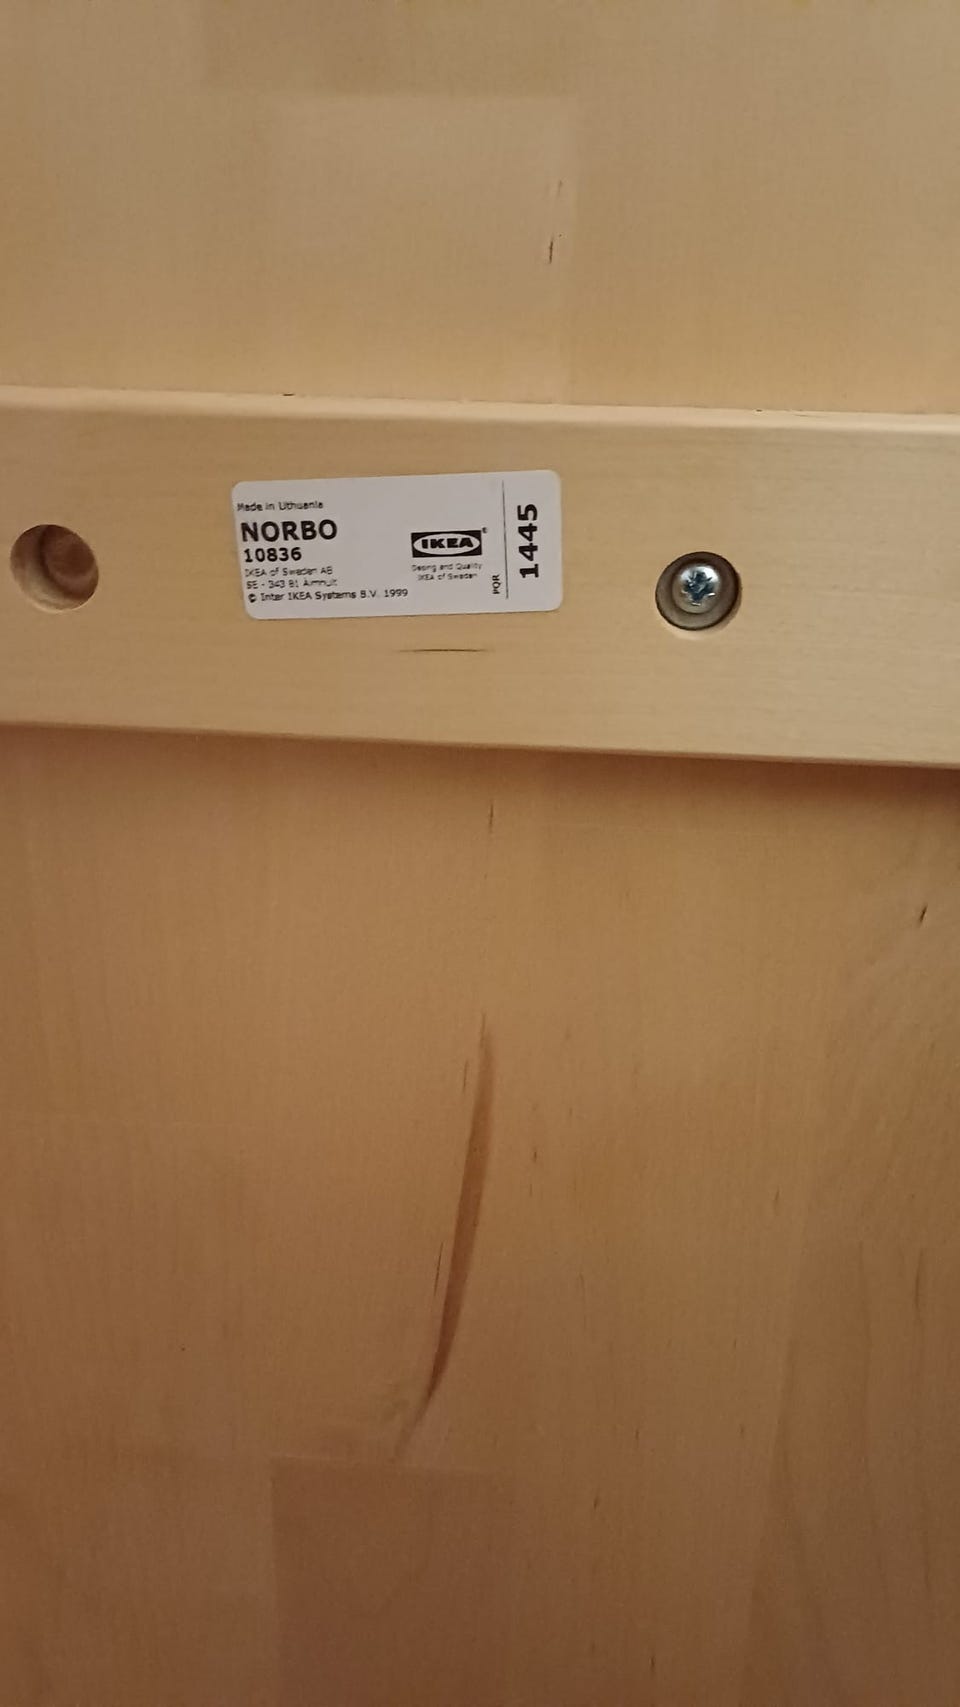 Made in Lithuania
NORBO
10836
IKEA of Sweden AB
SE - 343 81 Älmhult
© Inter IKEA Systems B.V. 1999
IKEA®
Design and Quality
IKEA of Sweden
PQR
1445